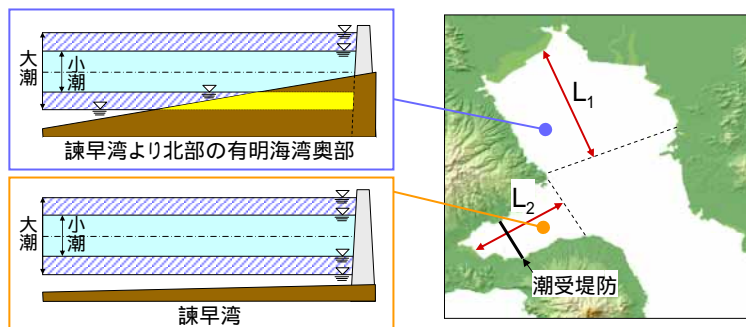 大潮
小潮
諫早湾より北部の有明海湾奥部
大潮
小潮
諫早湾
L1
L2
潮受堤防